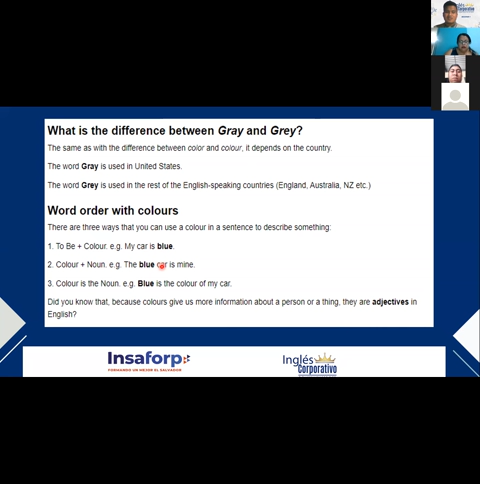 Inglés
Corporativo
What is the difference between Gray and Grey?
The same as with the difference between color and colour, it depends on the country.
The word Gray is used in United States.
The word Grey is used in the rest of the English-speaking countries (England, Australia, NZ etc.)
Word order with colours
There are three ways that you can use a colour in a sentence to describe something:
1. To Be + Colour. e.g. My car is blue.
2. Colour + Noun. e.g. The blue car is mine.
3. Colour is the Noun. e.g. Blue is the colour of my car.
Did you know that, because colours give us more information about a person or a thing, they are adjectives in
English?
Insaforp
FORMANDO UN MEJOR EL SALVADOR
Inglés
Corporativo